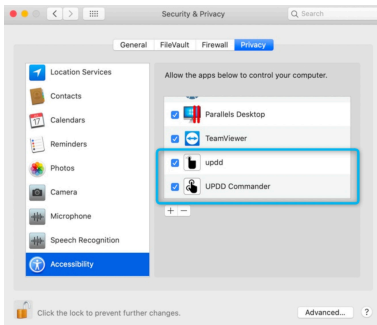 Security & Privacy
Search
General FileVault Firewall Privacy
Location Services
Contacts
17
Calendars
Reminders
Photos
Camera
Microphone
Speech Recognition
Accessibility
Allow the apps below to control your computer.
Parallels Desktop
TeamViewer
updd
UPDD Commander
+ −
Click the lock to prevent further changes.
Advanced... ?